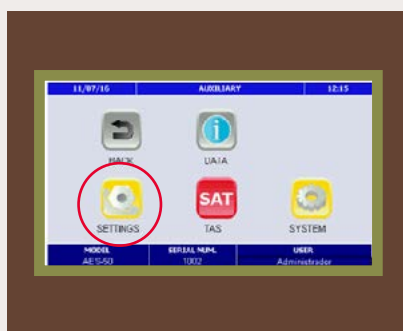 11/07/16 AUXILIARY 12:15
BACK DATA
SAT
SETTINGS TAS SYSTEM
MODEL SERIAL NUM. USER
AES-50 1002 Administrador